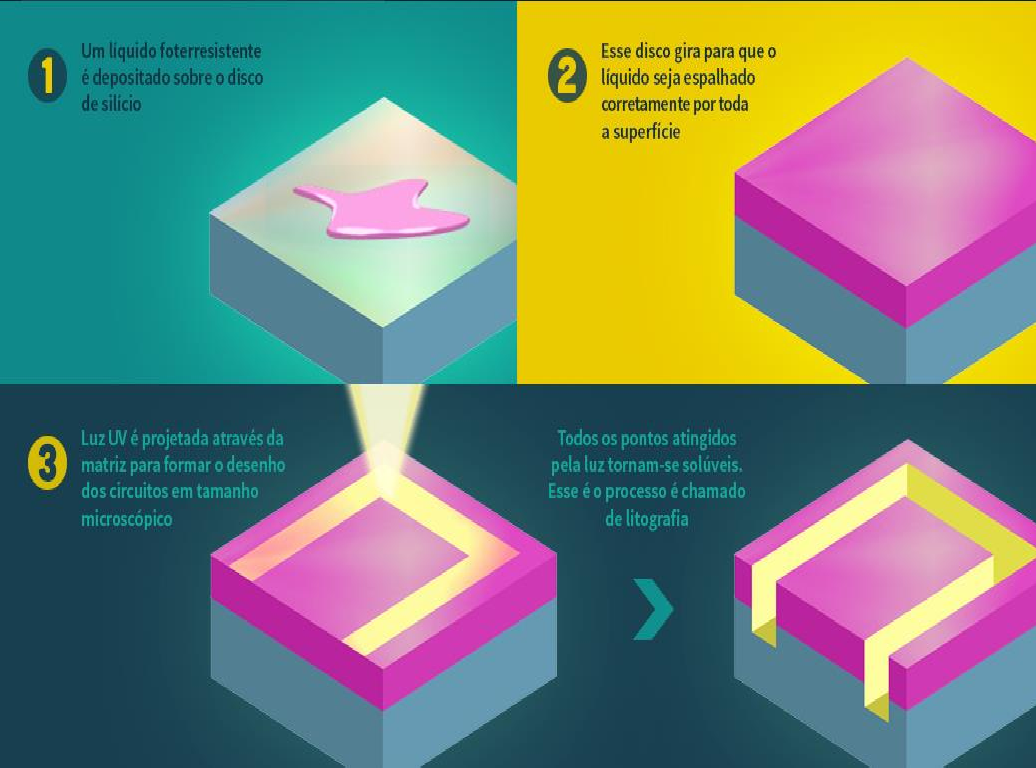 1
Um líquido foterresistente
é depositado sobre o disco
de silício
2
Esse disco gira para que o
líquido seja espalhado
corretamente por toda
a superfície
3
Luz UV é projetada através da
matriz para formar o desenho
dos circuitos em tamanho
microscópico
Todos os pontos atingidos
pela luz tornam-se solúveis.
Esse é o processo é chamado
de litografia